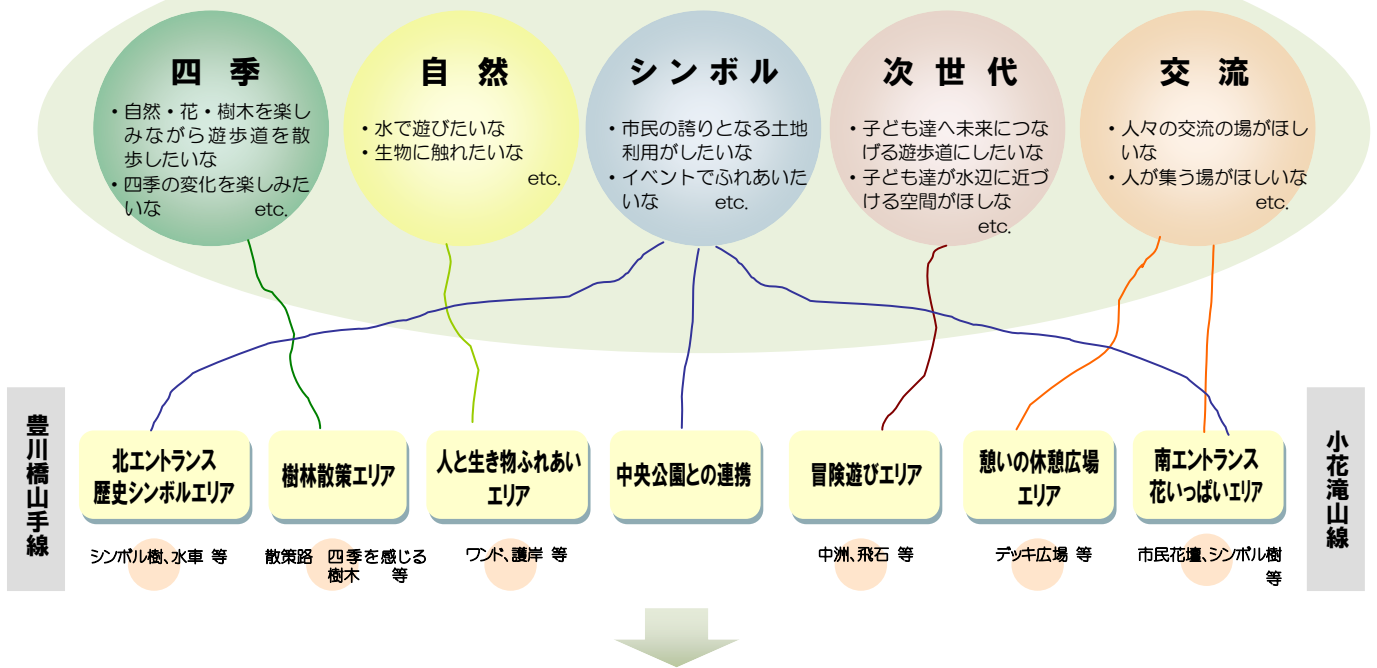 四 季
・自然・花・樹木を楽し
みながら遊歩道を散
歩したいな
・四季の変化を楽しみた
いな etc.
自 然
・水で遊びたいな
・生物に触れたいな
etc.
シンボル
・市民の誇りとなる土地
利用がしたいな
・イベントでふれあいた
いな etc.
次 世 代
・子ども達へ未来につな
げる遊歩道にしたいな
・子ども達が水辺に近づ
ける空間がほしな
etc.
交 流
・人々の交流の場がほし
いな
・人が集う場がほしいな
etc.
豊川橋山手線
北エントランス
歴史シンボルエリア
シンボル樹、水車 等
樹林散策エリア
散策路 四季を感じる
樹木 等
人と生き物ふれあい
エリア
ワンド、護岸 等
中央公園との連携
冒険遊びエリア
中洲、飛石 等
憩いの休憩広場
エリア
デッキ広場 等
南エントランス
花いっぱいエリア
市民花壇、シンボル樹
等
小花滝山線